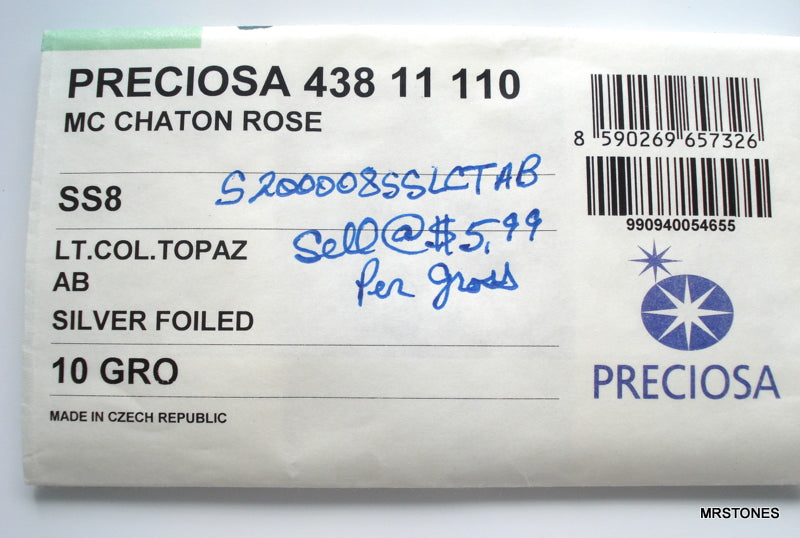 PRECIOSA 438 11 110
MC CHATON ROSE
8 590269 657326
990940054655
SS8
S200008SSLCTAB
LT.COL.TOPAZ
AB
Sell @ $5.99
Per gross
SILVER FOILED
10 GRO
MADE IN CZECH REPUBLIC
PRECIOSA
MRSTONES